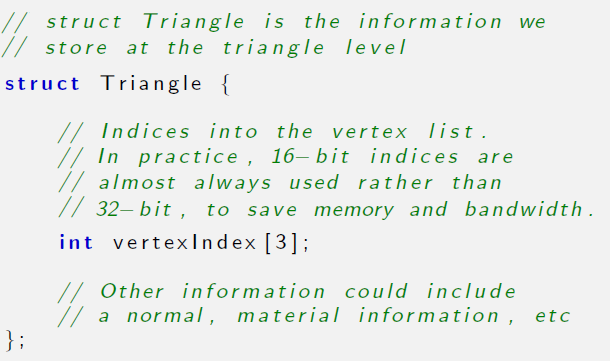 // struct Triangle is the information we
// store at the triangle level
struct Triangle {
// Indices into the vertex list.
// In practice, 16-bit indices are
// almost always used rather than
// 32-bit, to save memory and bandwidth.
int vertexIndex[3];
// Other information could include
// a normal, material information, etc
};